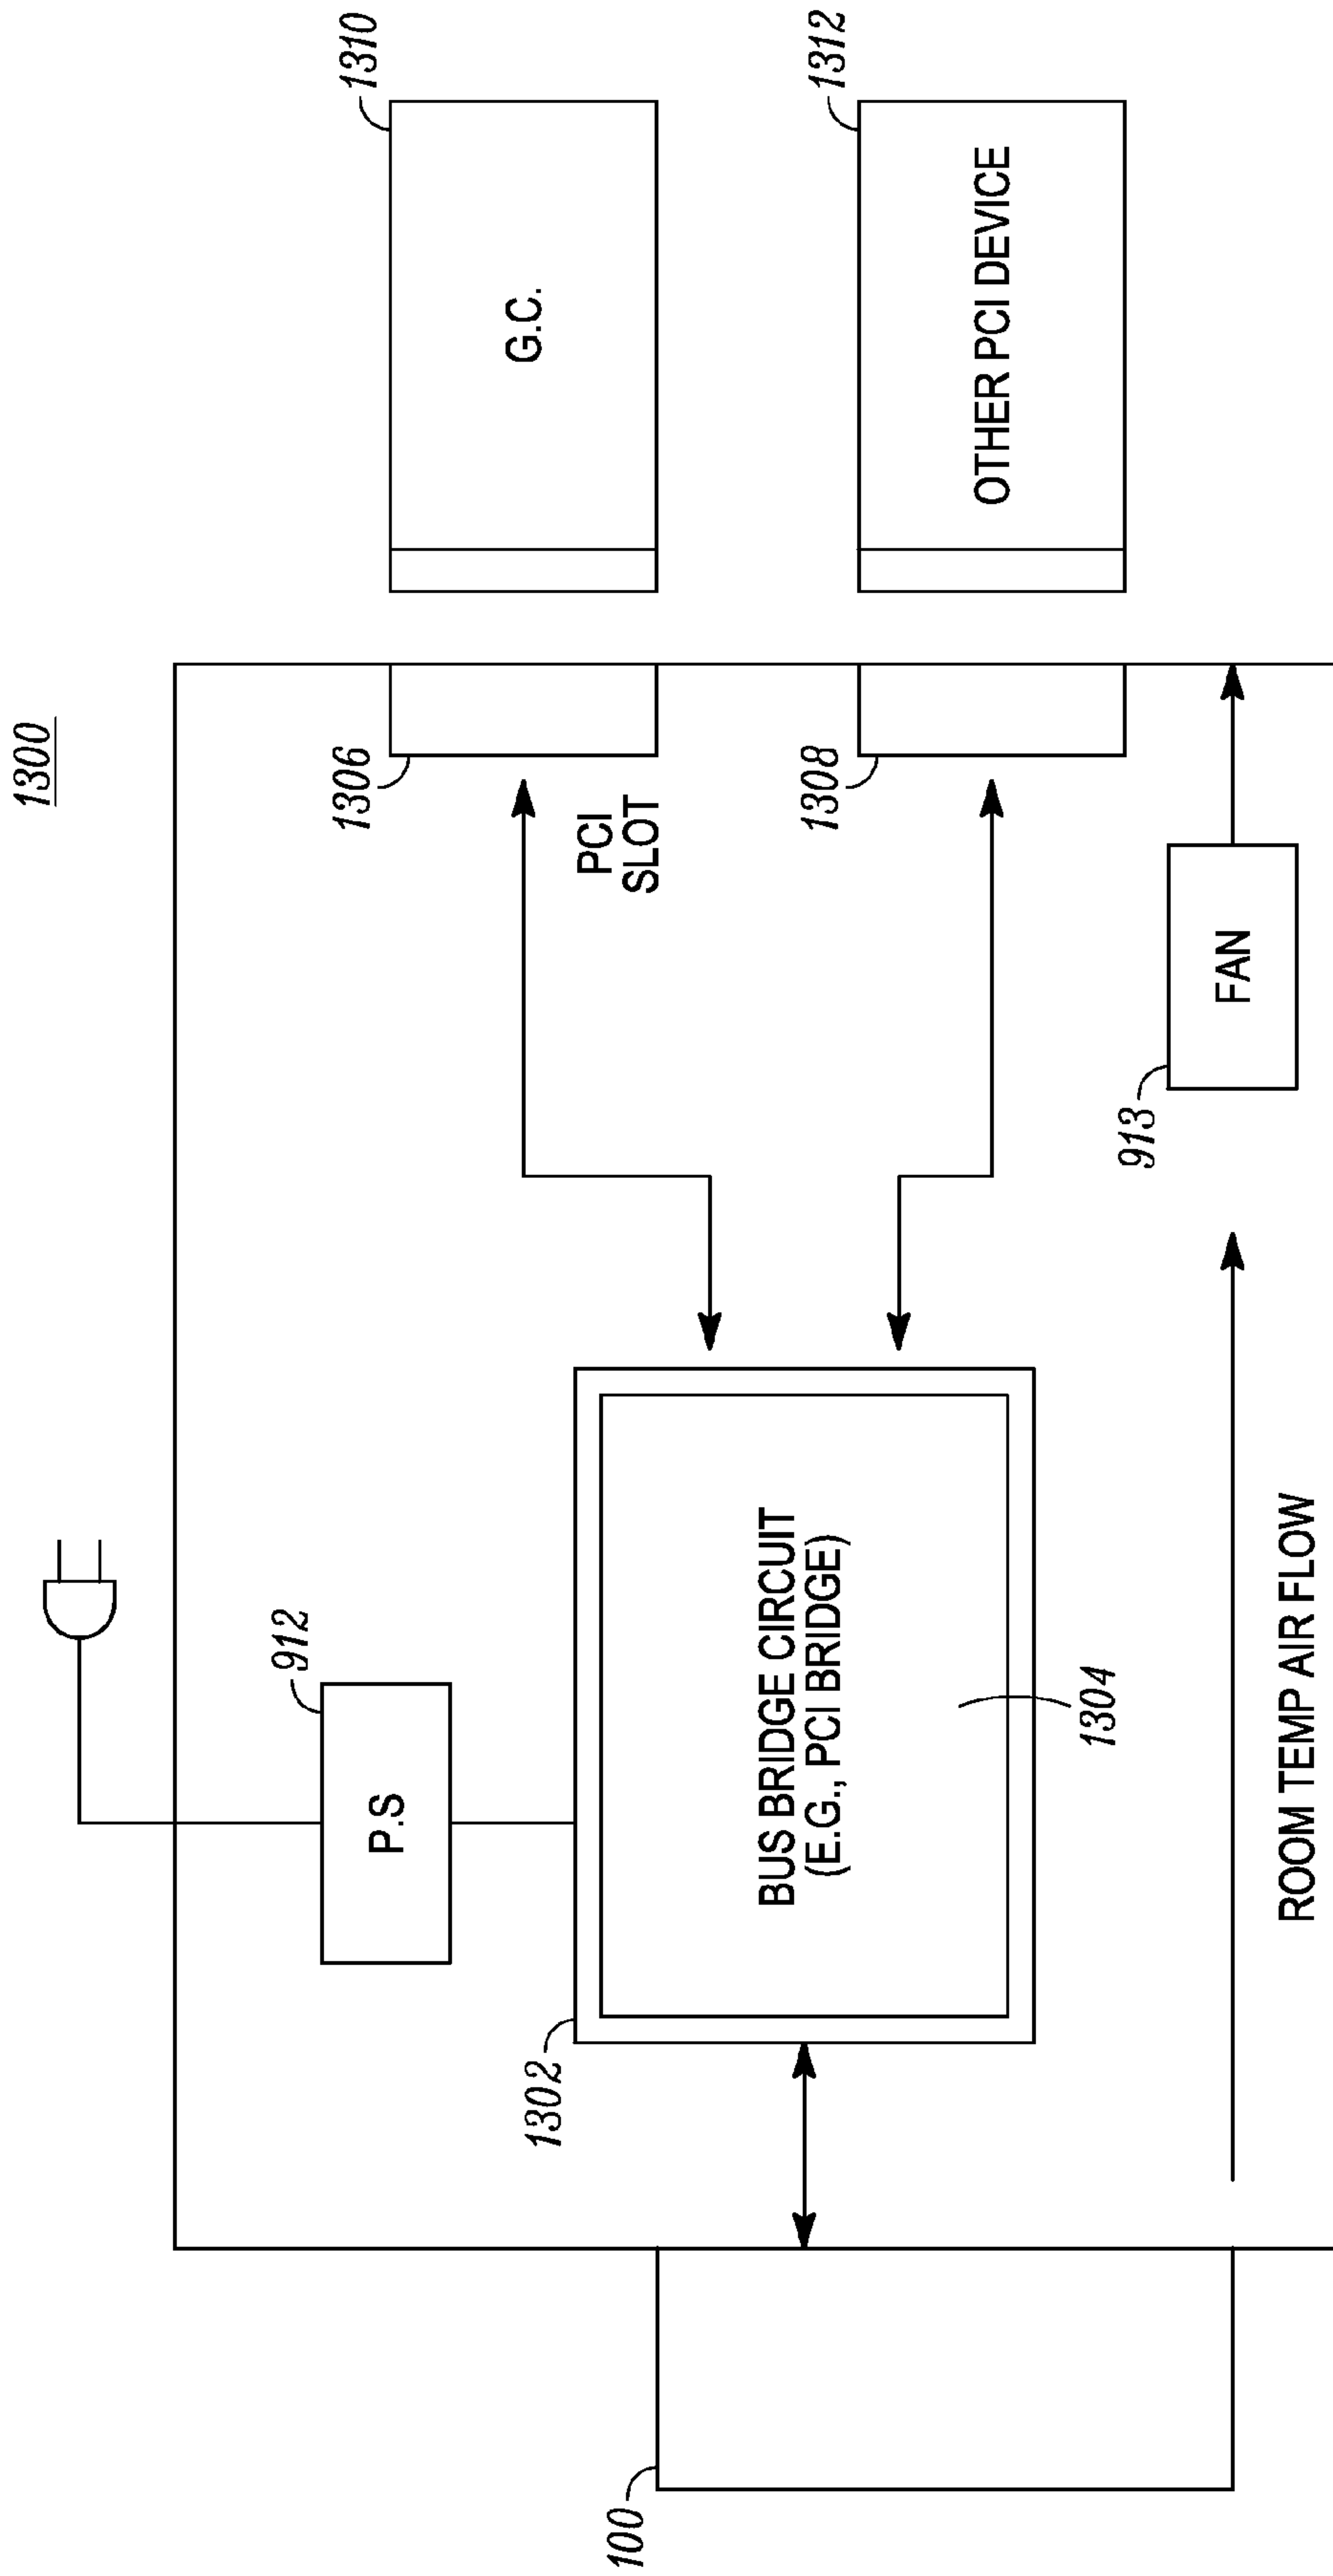 1300
912
P.S
1306
PCI
SLOT
1310
G.C.
1302
BUS BRIDGE CIRCUIT
(E.G., PCI BRIDGE)
1304
1308
1312
OTHER PCI DEVICE
100
913
FAN
ROOM TEMP AIR FLOW